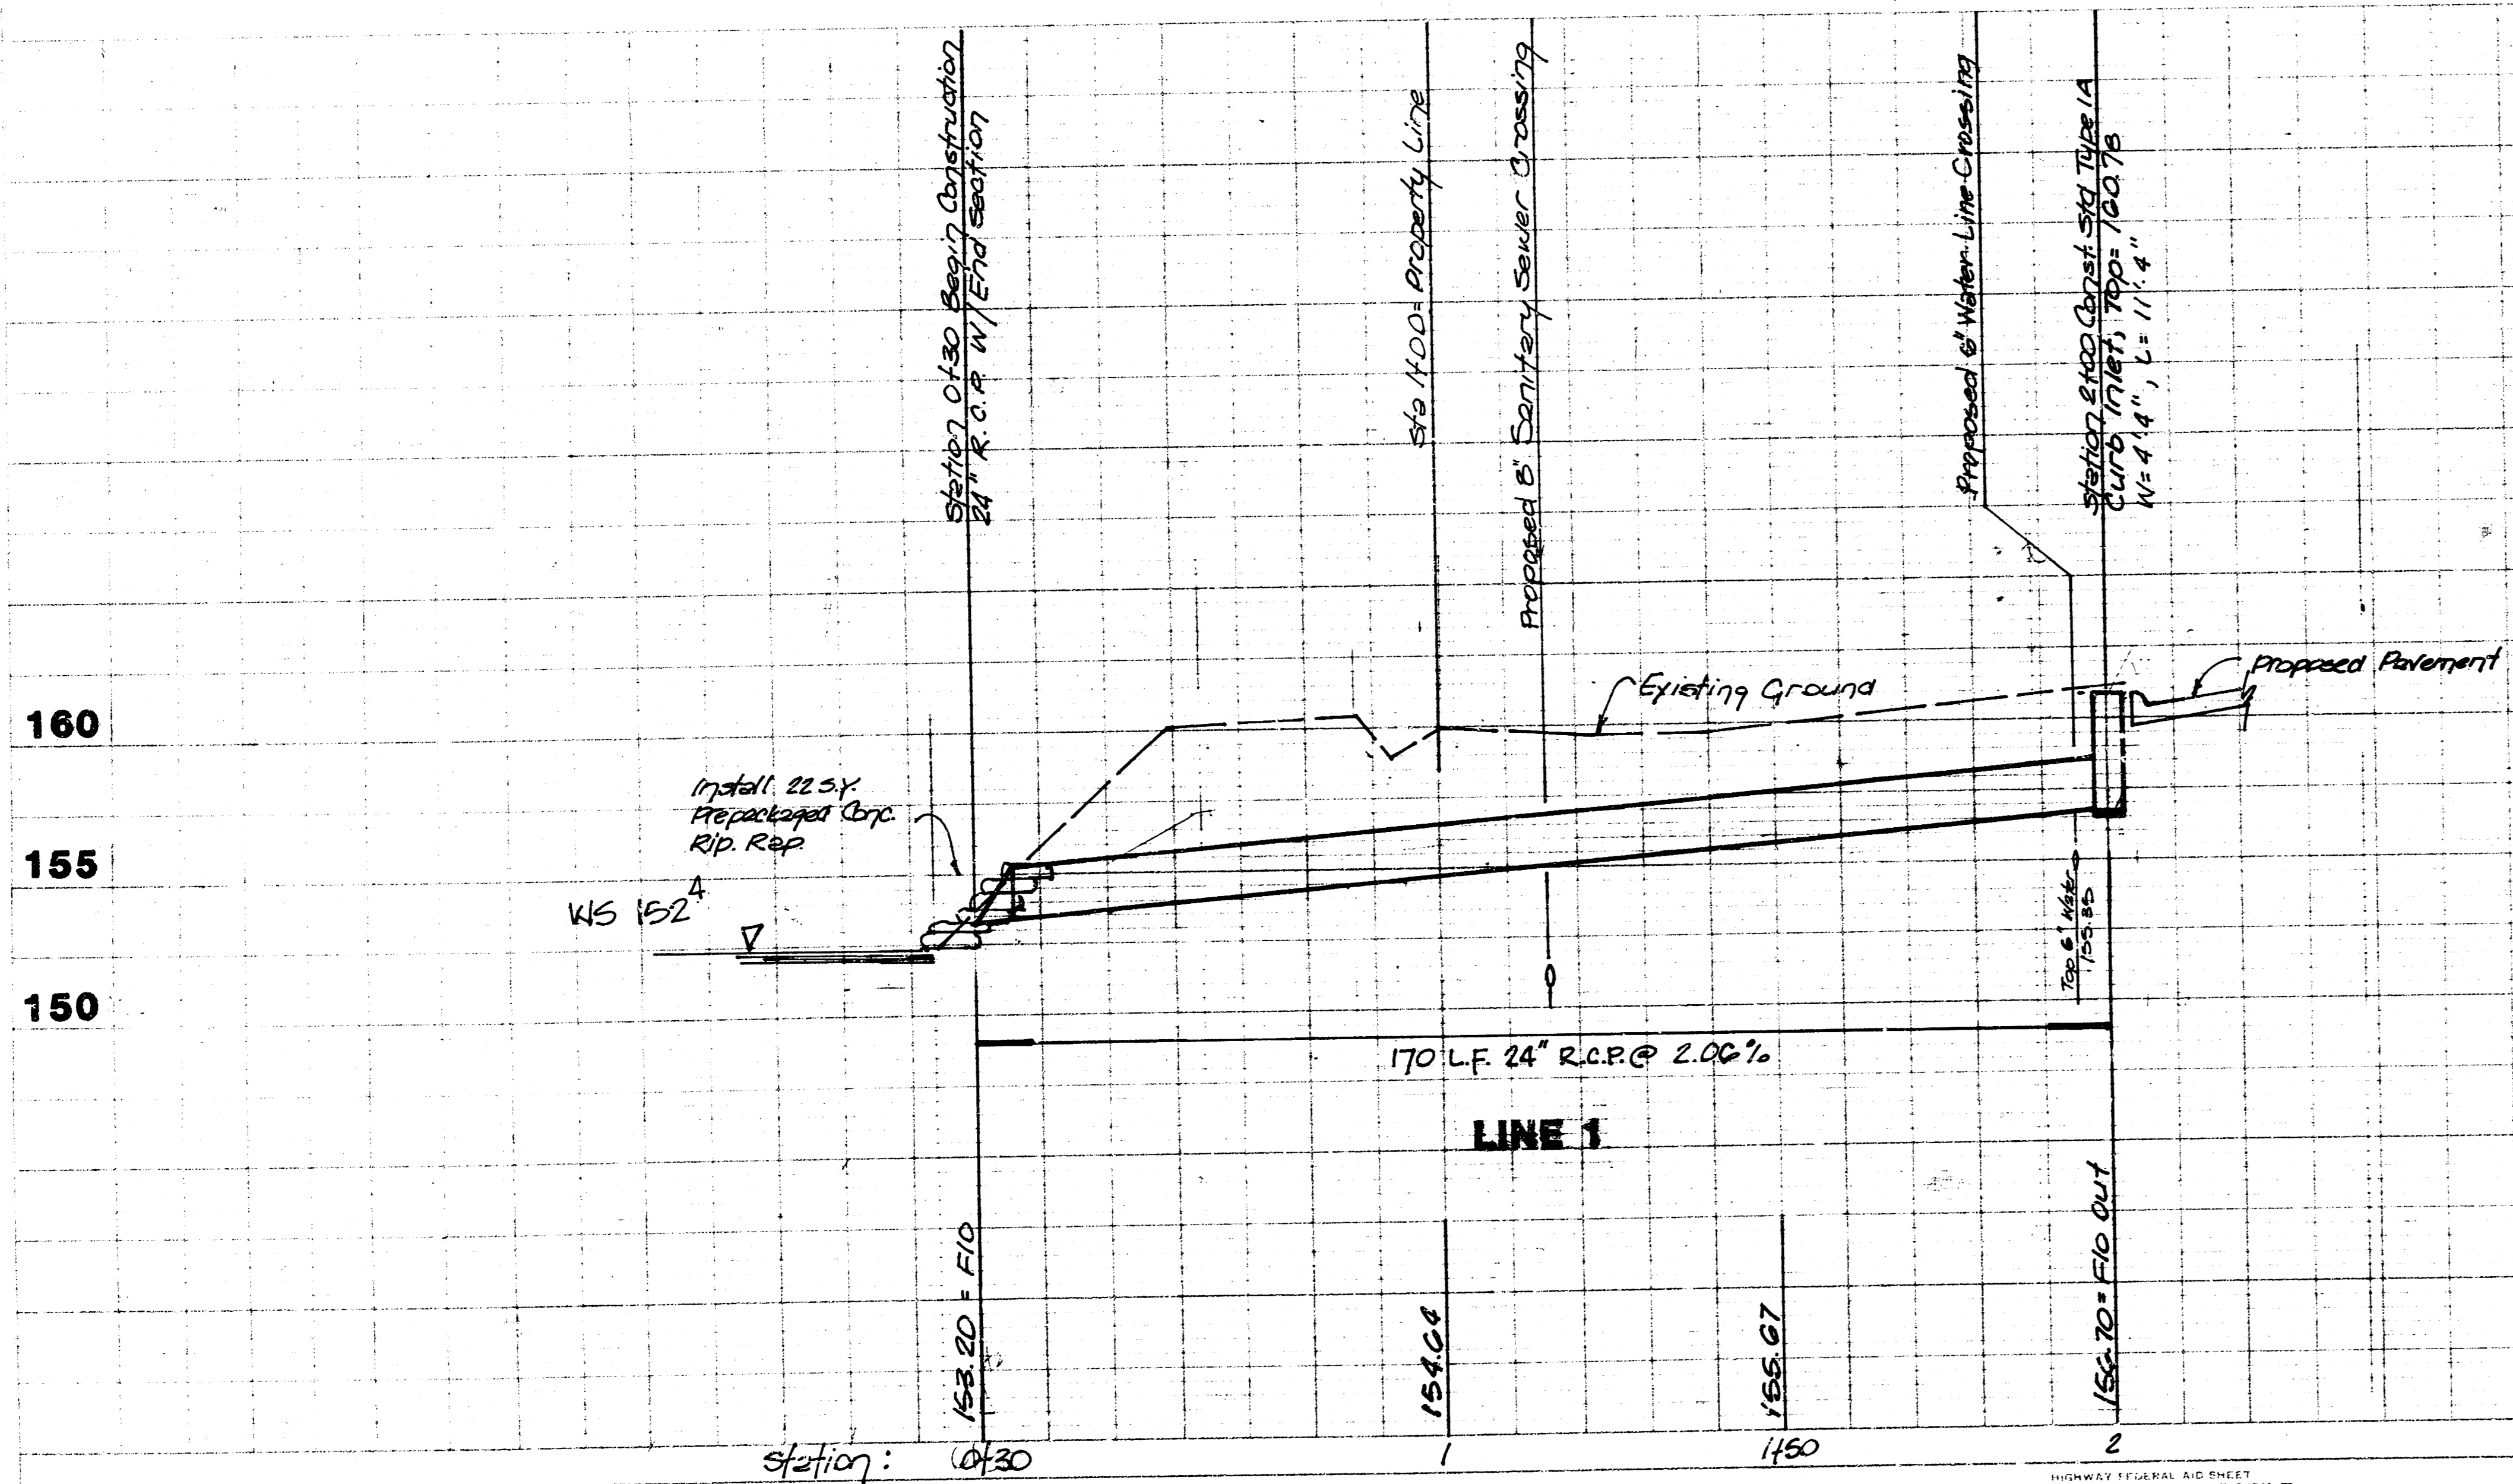 Station 0+30 Begin Construction
24" R.C.P. W/End Section
Sta 1+00= Property Line
Proposed 8" Sanitary Sewer Crossing
Proposed 6" Water Line Crossing
Station 2+00 Const. Std Type 1A
Curb Inlet, Top= 160.78
W=4'4", L=11'4"
Existing Ground
Proposed Pavement
160
Install 22 S.Y.
Prepackaged Conc.
Rip. Rap.
155
WS 152 4
Top 6" Water
155.85
150
170 L.F. 24" R.C.P. @ 2.06%
LINE 1
153.20 = Flo
154.64
155.67
156.70 = Flo Out
Station: 0+30 1 1+50 2
HIGHWAY FEDERAL AID SHEET